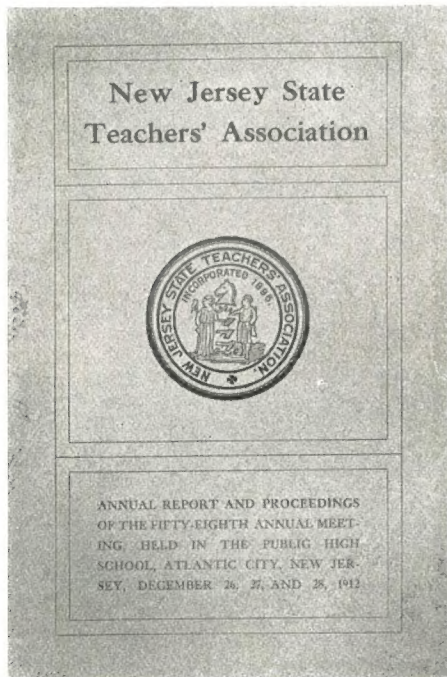 New Jersey State
Teachers' Association
NEW JERSEY STATE TEACHERS' ASSOCIATION.
INCORPORATED 1896.
ANNUAL REPORT AND PROCEEDINGS
OF THE FIFTY-EIGHTH ANNUAL MEET-
ING, HELD IN THE PUBLIC HIGH
SCHOOL, ATLANTIC CITY, NEW JER-
SEY, DECEMBER 26, 27, AND 28, 1912